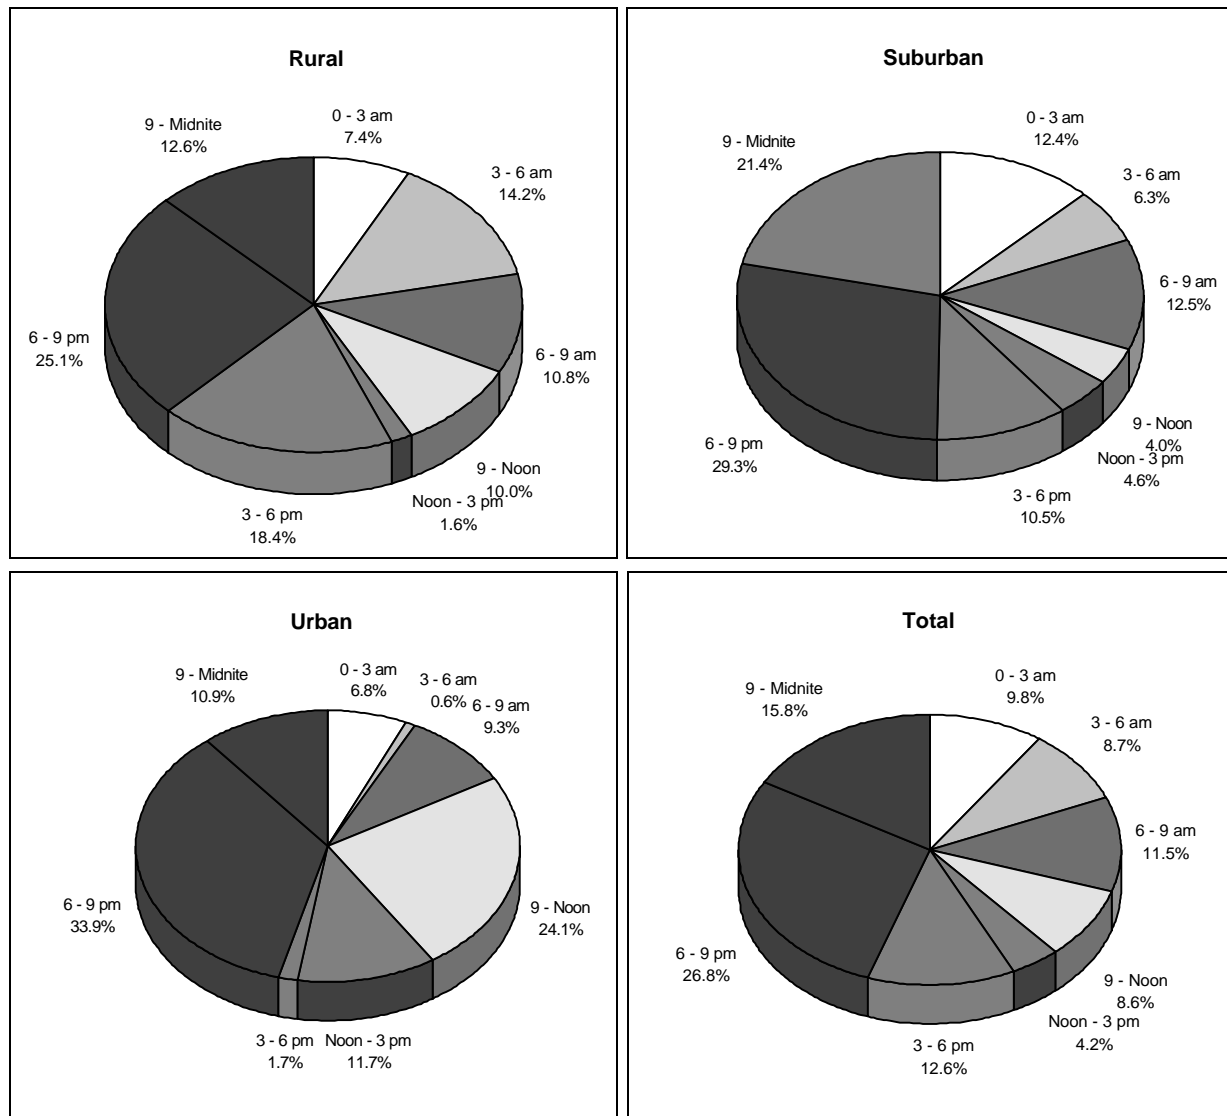 Rural
0 - 3 am
7.4%
3 - 6 am
14.2%
6 - 9 am
10.8%
9 - Noon
10.0%
Noon - 3 pm
1.6%
3 - 6 pm
18.4%
6 - 9 pm
25.1%
9 - Midnite
12.6%
Suburban
0 - 3 am
12.4%
3 - 6 am
6.3%
6 - 9 am
12.5%
9 - Noon
4.0%
Noon - 3 pm
4.6%
3 - 6 pm
10.5%
6 - 9 pm
29.3%
9 - Midnite
21.4%
Urban
0 - 3 am
6.8%
3 - 6 am
0.6%
6 - 9 am
9.3%
9 - Noon
24.1%
Noon - 3 pm
11.7%
3 - 6 pm
1.7%
6 - 9 pm
33.9%
9 - Midnite
10.9%
Total
0 - 3 am
9.8%
3 - 6 am
8.7%
6 - 9 am
11.5%
9 - Noon
8.6%
Noon - 3 pm
4.2%
3 - 6 pm
12.6%
6 - 9 pm
26.8%
9 - Midnite
15.8%